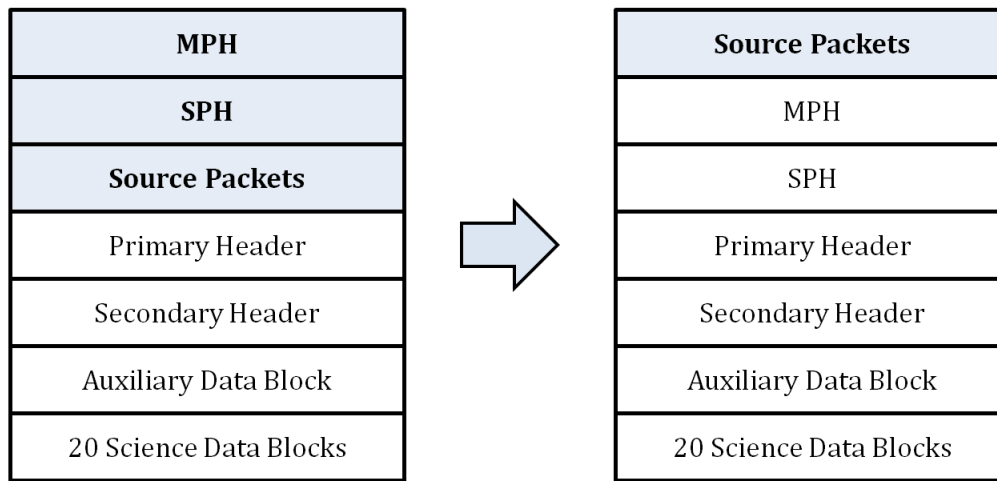 MPH
SPH
Source Packets
Primary Header
Secondary Header
Auxiliary Data Block
20 Science Data Blocks
Source Packets
MPH
SPH
Primary Header
Secondary Header
Auxiliary Data Block
20 Science Data Blocks